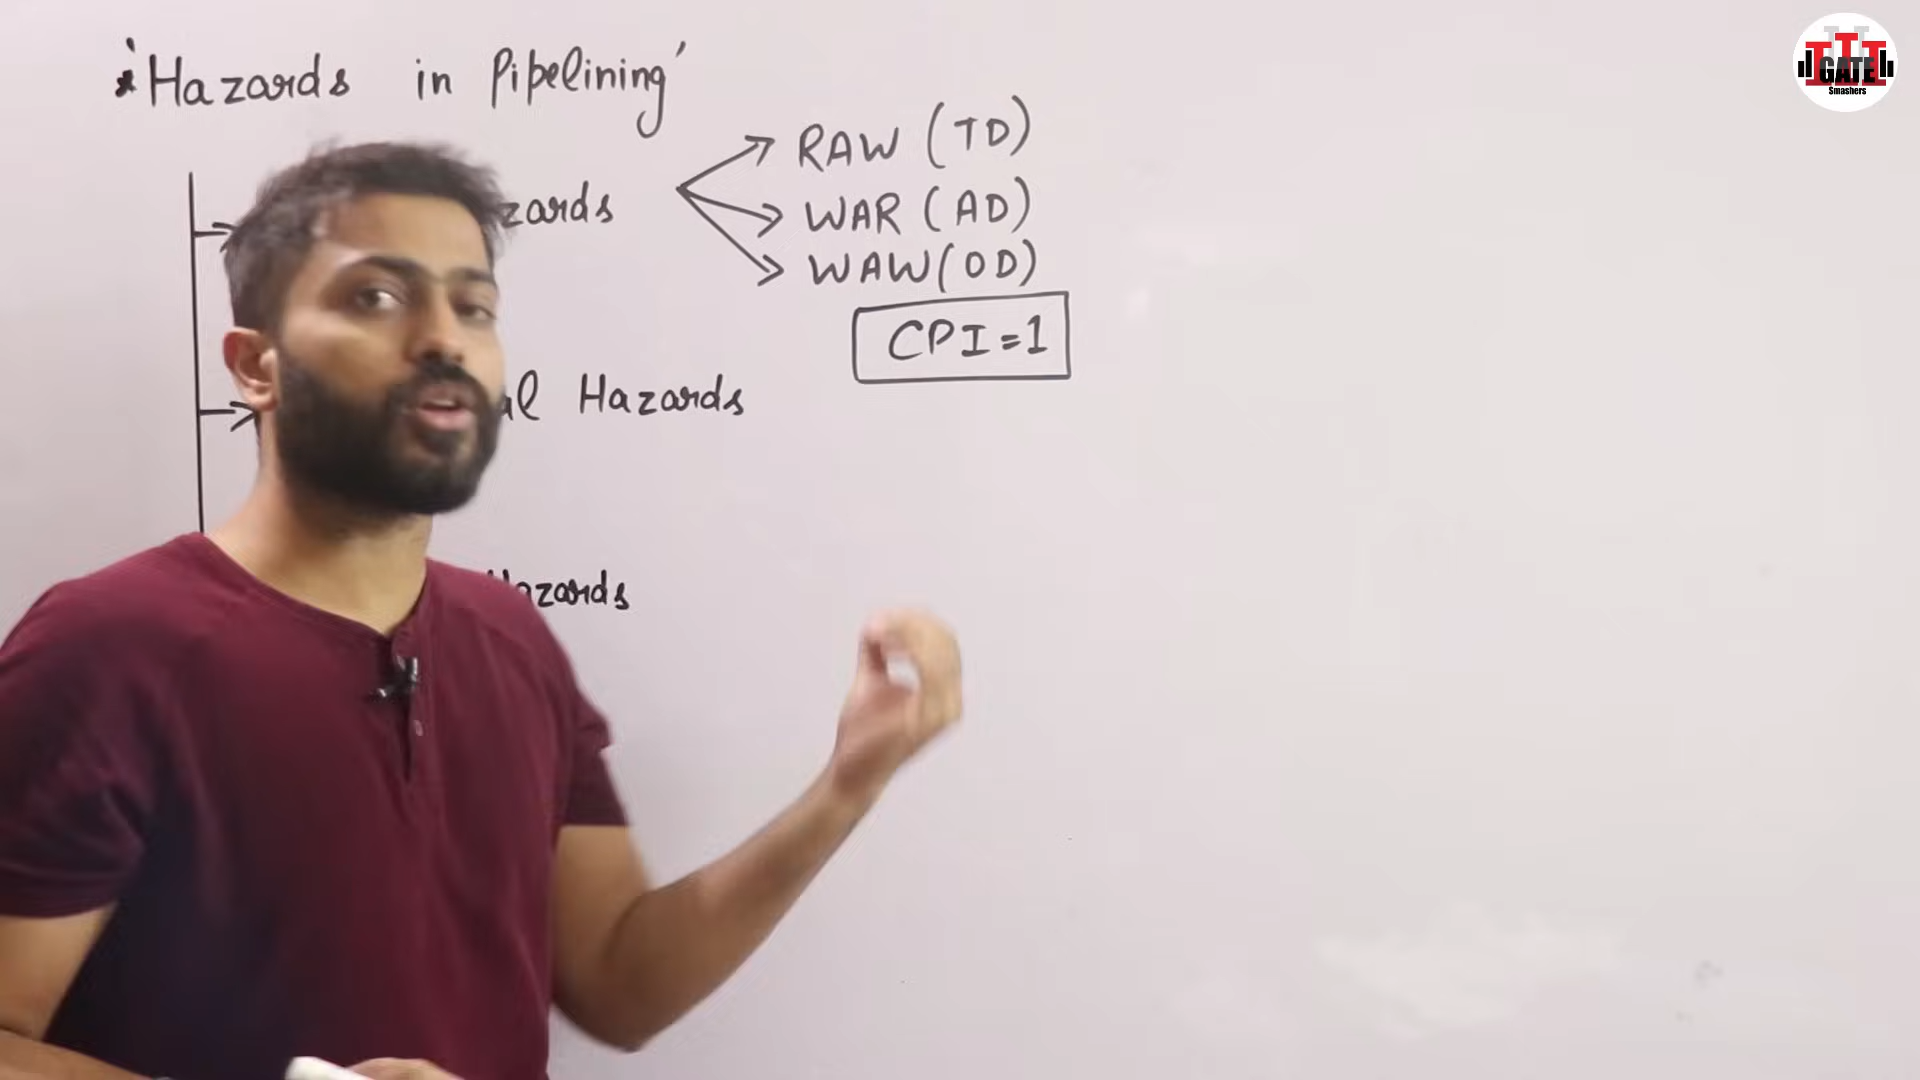 'Hazards in Pipelining'
RAW (TD)
zards
WAR (AD)
WAW (OD)
CPI=1
al Hazards
Hazards
GATE
Smashers